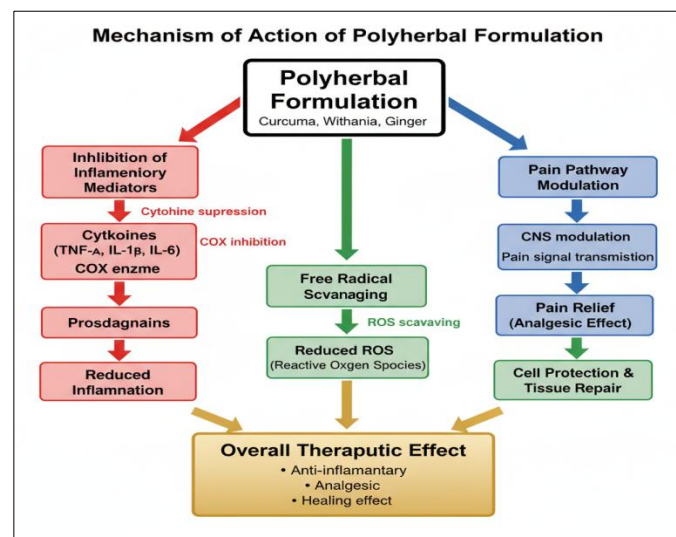 Mechanism of Action of Polyherbal Formulation
Polyherbal
Formulation
Curcuma, Withania, Ginger
Inhlibition of
Inflameniory
Mediators
Cytohine supression
Cytkoines
(TNF-A, IL-1β, IL-6)
COX enzme
COX inhibition
Prosdagnains
Reduced
Inflamnation
Free Radical
Scvanaging
ROS scavaving
Reduced ROS
(Reactive Oxgen Spocies)
Pain Pathway
Modulation
CNS modulation
Pain signal transmistion
Pain Relief
(Analgesic Effect)
Cell Protection &
Tissue Repair
Overall Theraputic Effect
• Anti-inflamantary
• Analgesic
• Healing effect